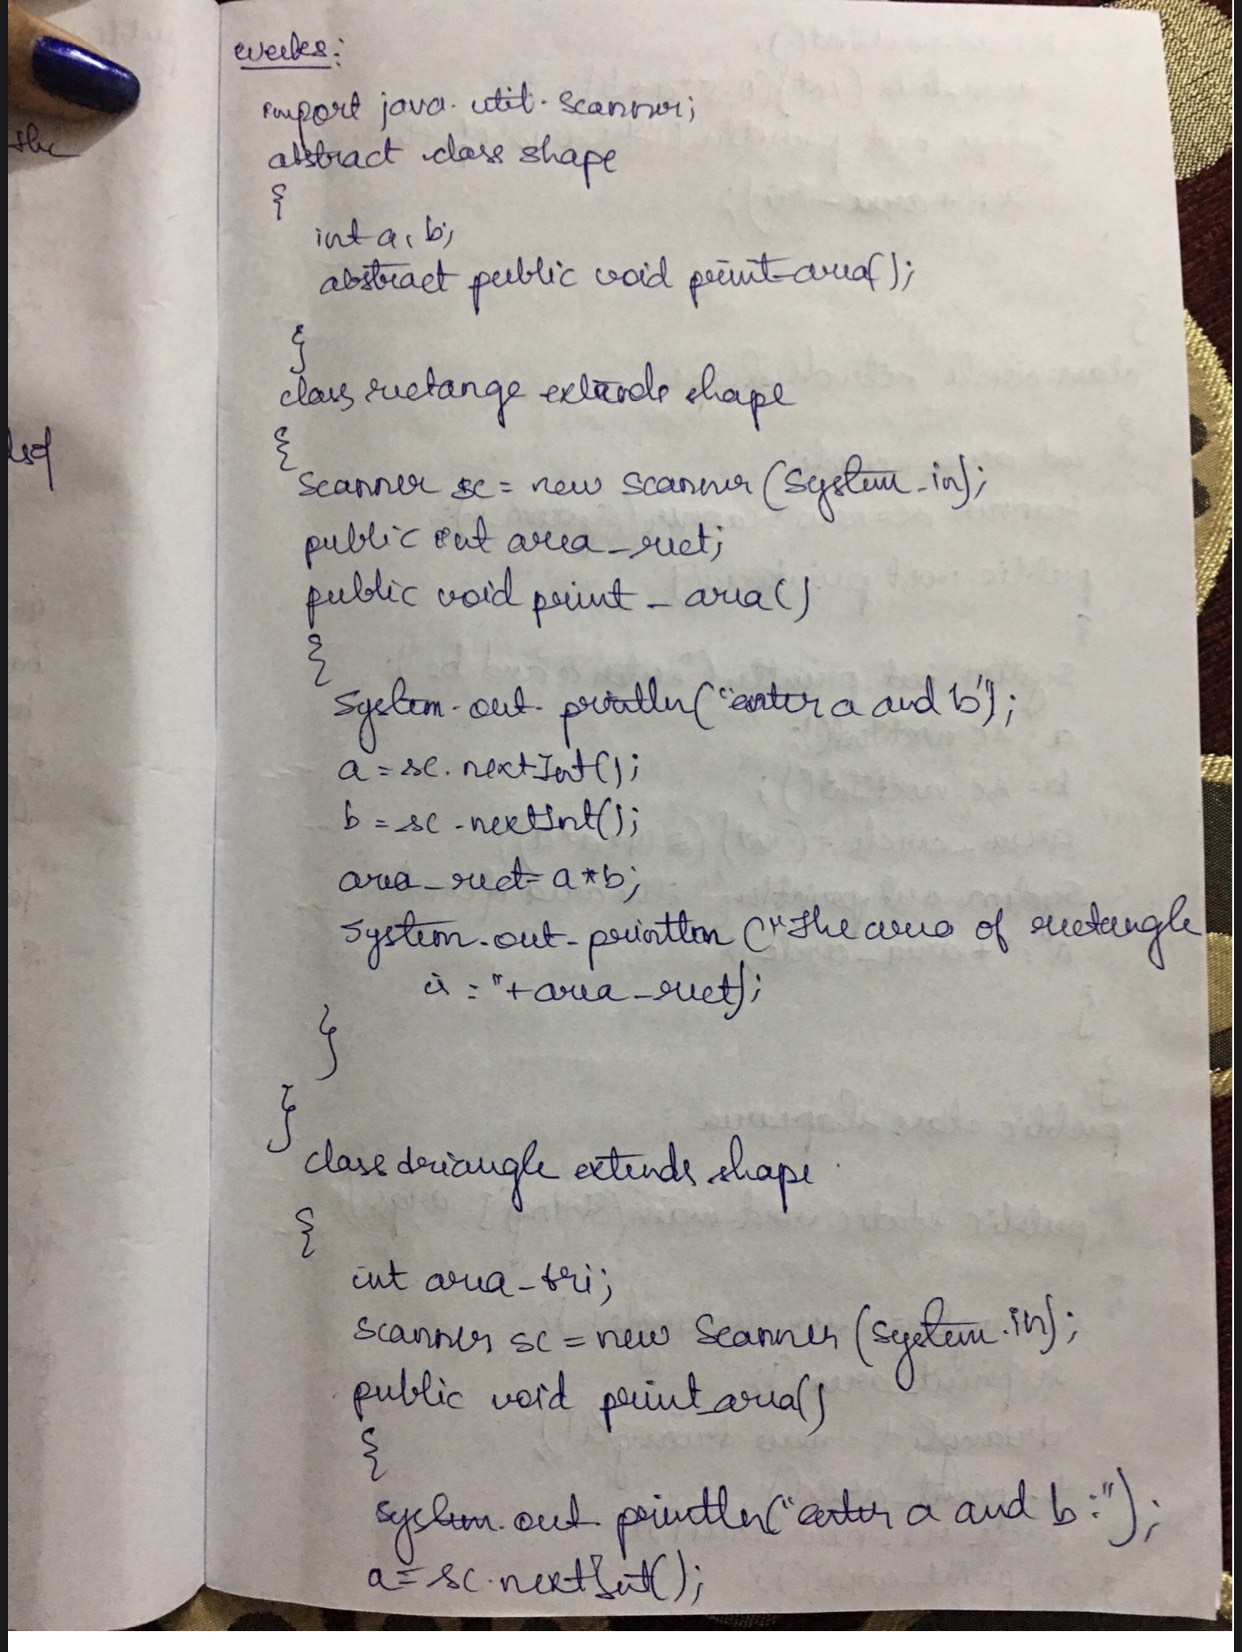 week5:
import java.util.Scanner;
abstract class shape
{
int a, b;
abstract public void print_area();
}
class rectange extends shape
{
Scanner sc = new Scanner (System.in);
public int area_rect;
public void print_area()
{
System.out.println("enter a and b");
a = sc.nextInt();
b = sc.nextInt();
area_rect = a*b;
System.out.println ("The area of rectangle
is : "+area_rect);
}
}
class driangle extends shape
{
int area_tri;
Scanner sc = new Scanner (System.in);
public void print_area()
{
System.out.println("enter a and b :");
a = sc.nextInt();